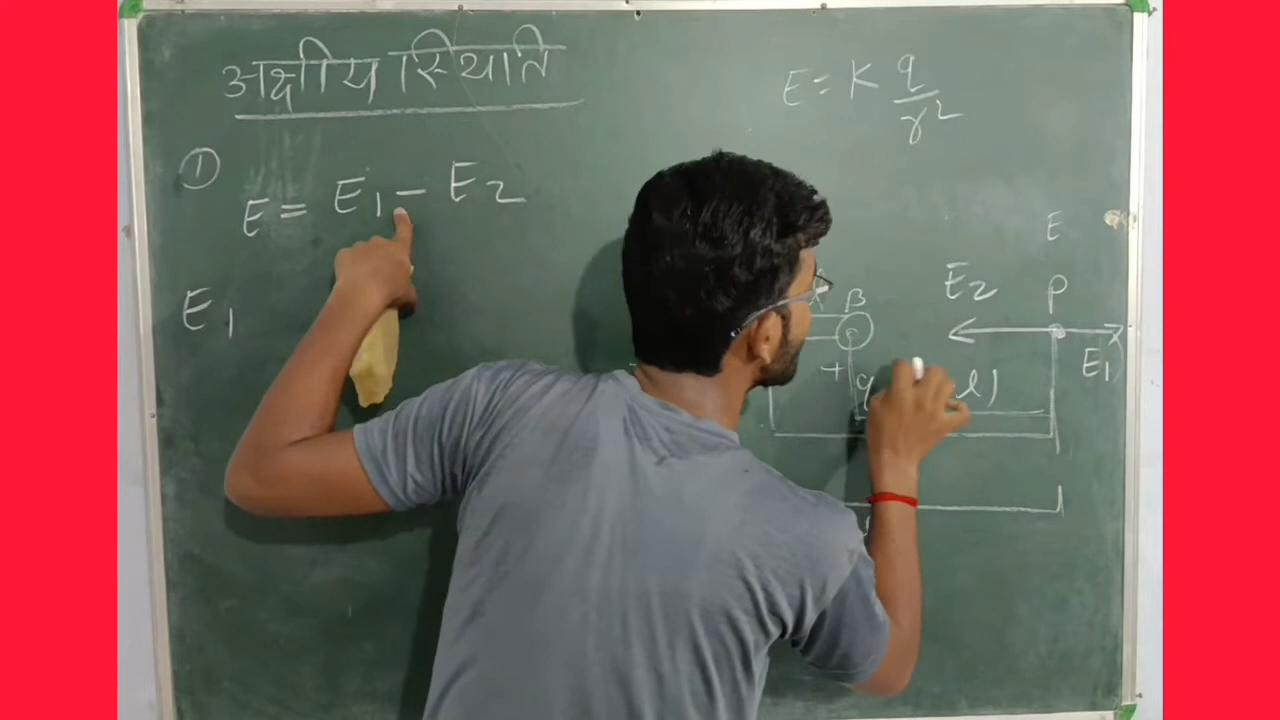 अक्षीय स्थिति
E = K q/r²
① E = E₁ - E₂
E₁
E
E₂
P
B
E₁
+q
l)